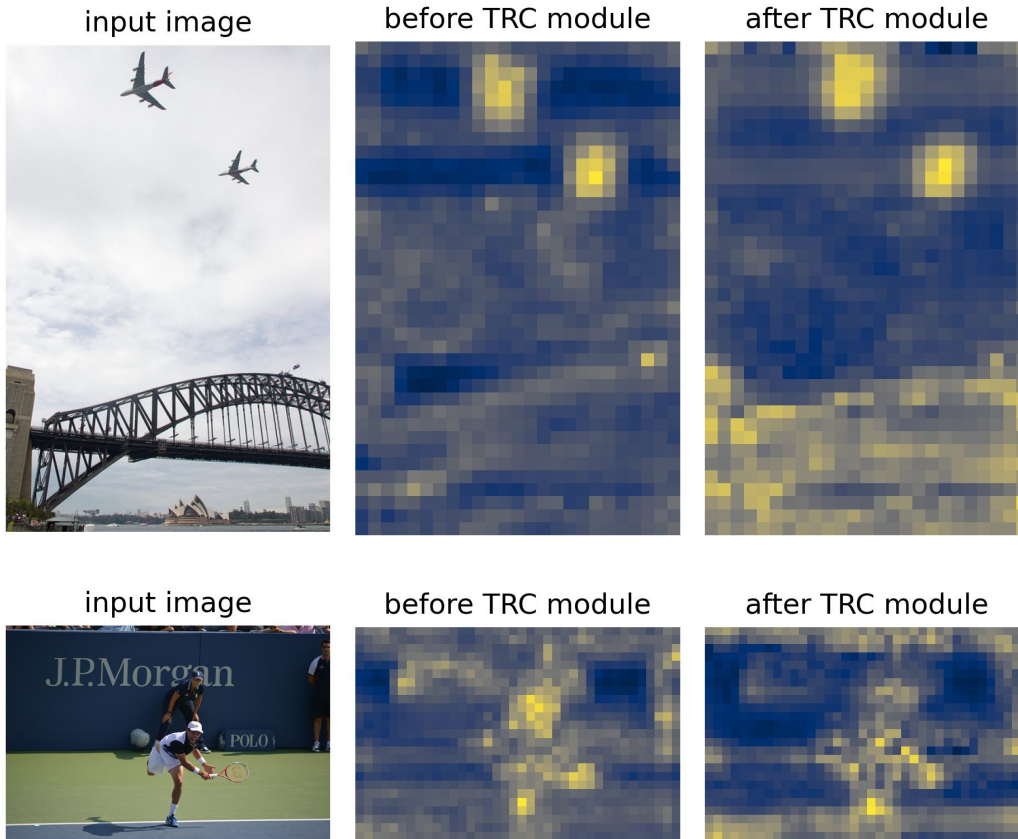 input image
before TRC module
after TRC module
input image
before TRC module
after TRC module
J.P.Morgan
POLO